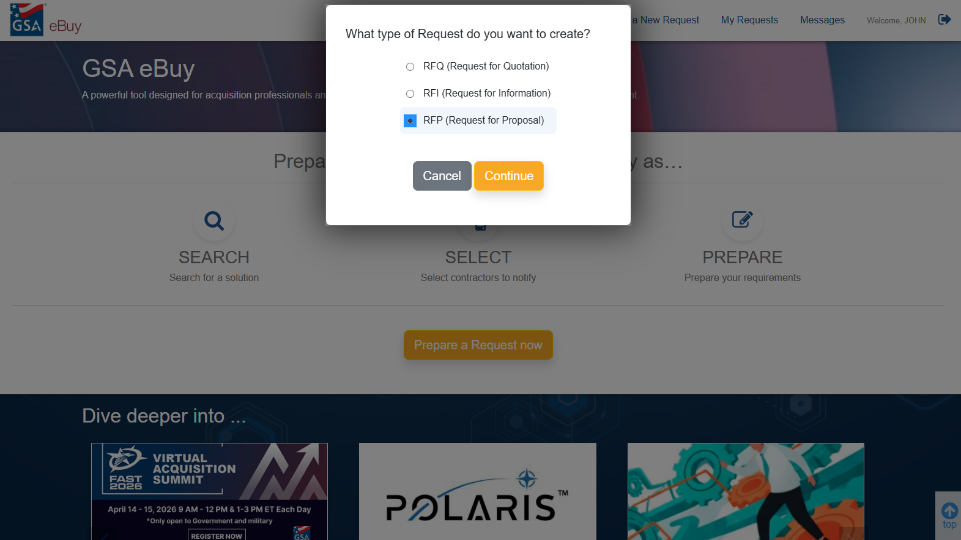 GSA eBuy
a New Request
My Requests
Messages
Welcome, JOHN
What type of Request do you want to create?
RFQ (Request for Quotation)
RFI (Request for Information)
RFP (Request for Proposal)
Cancel
Continue
GSA eBuy
A powerful tool designed for acquisition professionals
Prepa
as...
SEARCH
Search for a solution
SELECT
Select contractors to notify
PREPARE
Prepare your requirements
Prepare a Request now
Dive deeper into ...
FAST
2026
VIRTUAL
ACQUISITION
SUMMIT
April 14 - 15, 2026 9 AM - 12 PM & 1-3 PM ET Each Day
*Only open to Government and military
REGISTER NOW
GSA
POLARIS™
top